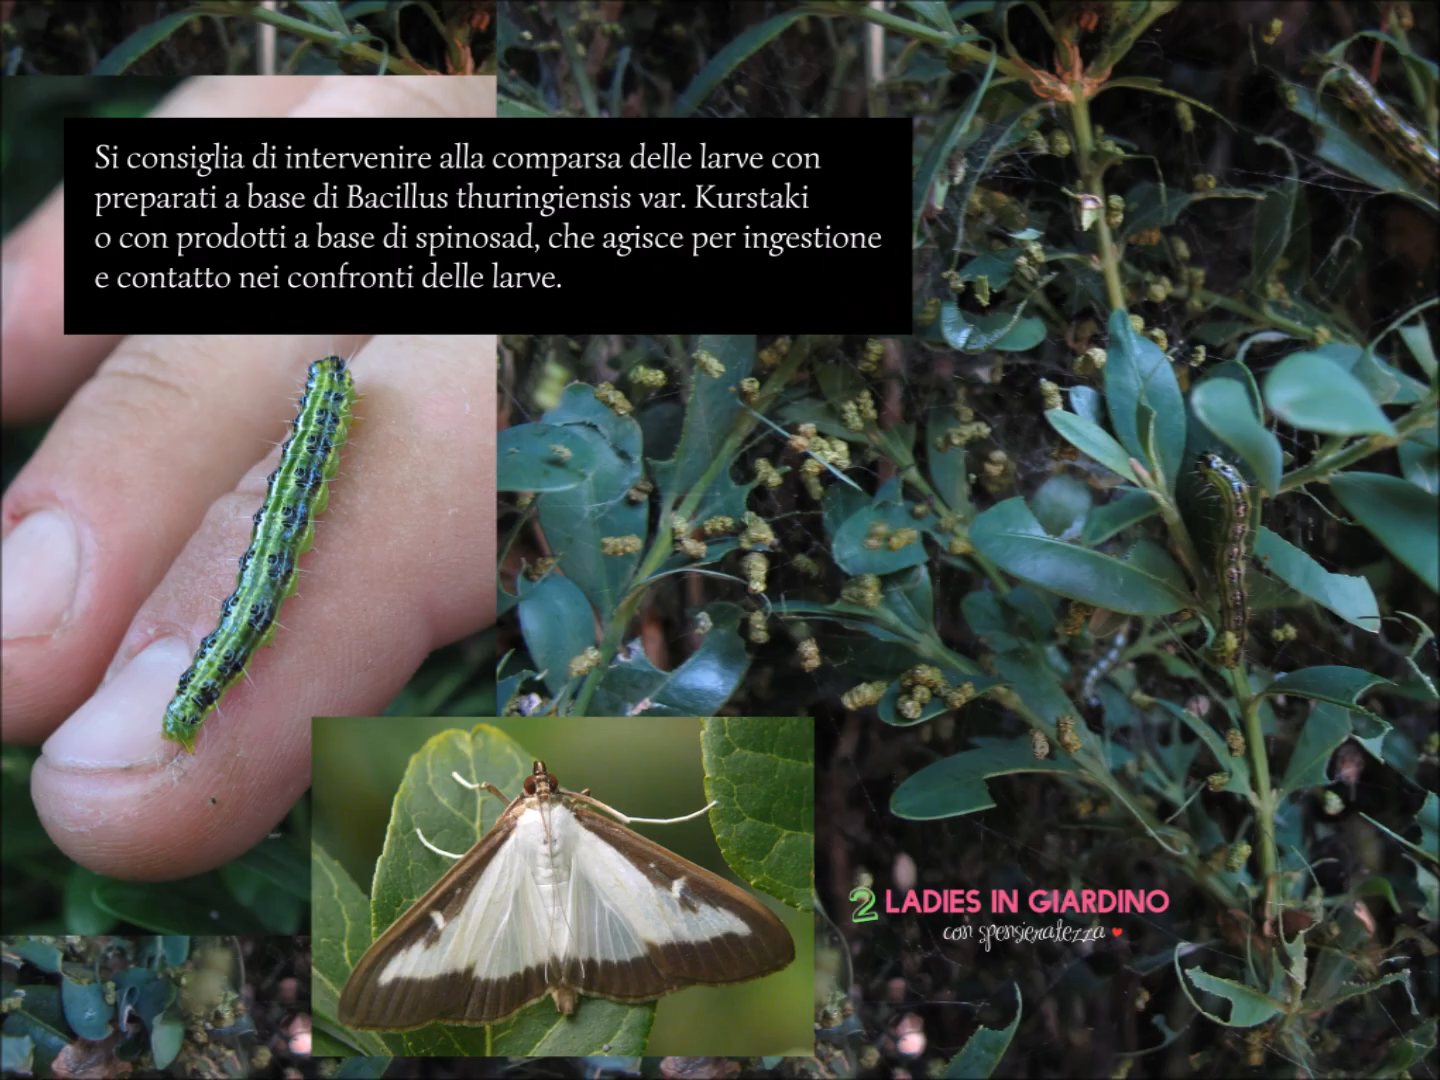 Si consiglia di intervenire alla comparsa delle larve con
preparati a base di Bacillus thuringiensis var. Kurstaki
o con prodotti a base di spinosad, che agisce per ingestione
e contatto nei confronti delle larve.
2 LADIES IN GIARDINO
con spensieratezza